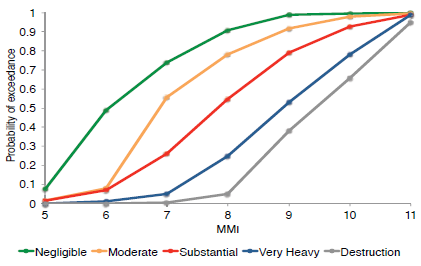 Probability of exceedance
1
0.9
0.8
0.7
0.6
0.5
0.4
0.3
0.2
0.1
0
5 6 7 8 9 10 11
MMI
Negligible Moderate Substantial Very Heavy Destruction